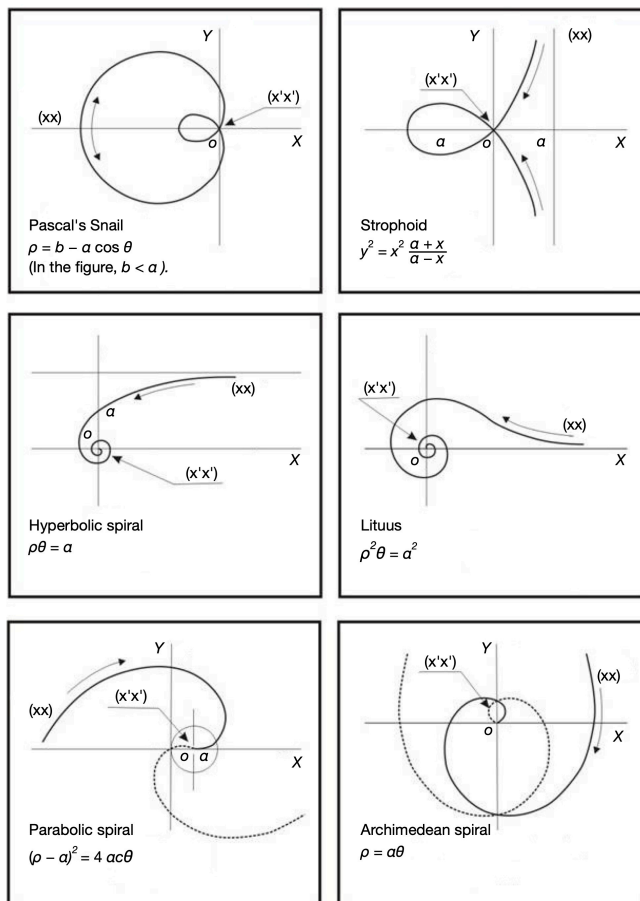 Y
(xx)
(x'x')
o
X
Pascal's Snail
ρ = b − a cos θ
(In the figure, b < a ).
Y
(xx)
(x'x')
a
o
a
X
Strophoid
y² = x² (a + x)/(a − x)
a
(xx)
o
X
(x'x')
Hyperbolic spiral
ρθ = a
(x'x')
(xx)
o
X
Lituus
ρ²θ = a²
Y
(xx)
(x'x')
o a
X
Parabolic spiral
(ρ − a)² = 4 acθ
Y
(x'x')
(xx)
o
X
Archimedean spiral
ρ = aθ